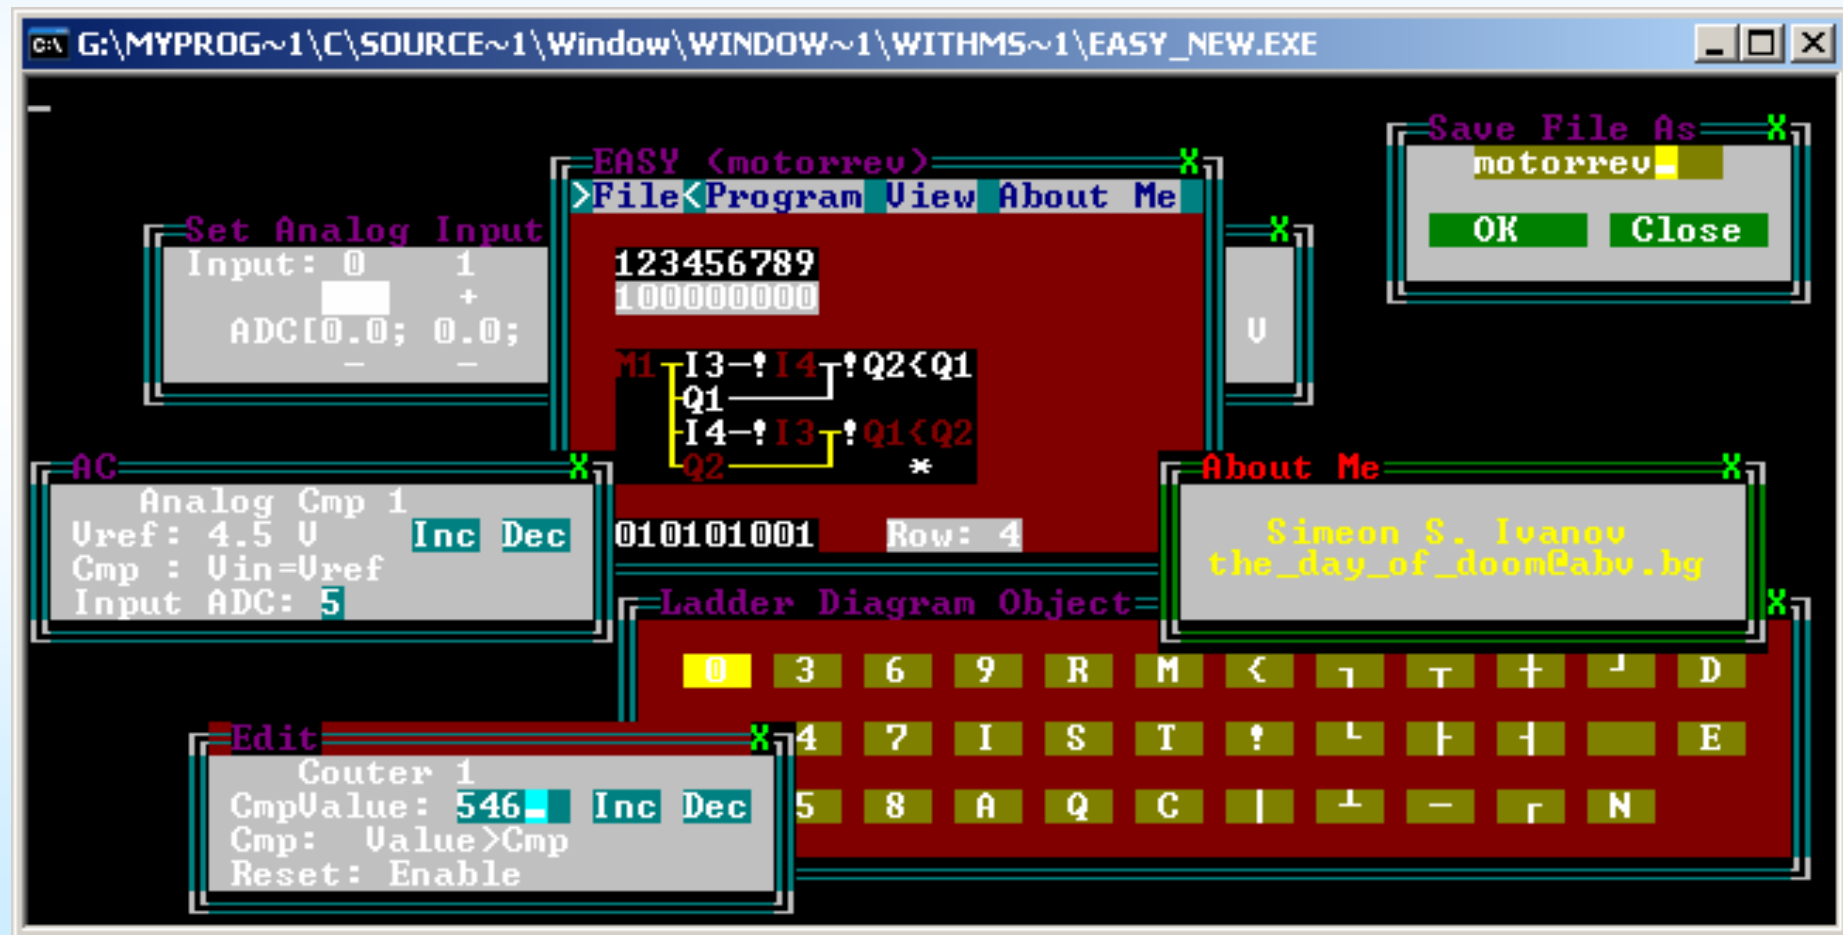 G:\MYPROG~1\C\SOURCE~1\Window\WINDOW~1\WITHMS~1\EASY_NEW.EXE
Save File As X
motorrev
OK Close
EASY (motorrev) X
>File<Program View About Me
123456789
100000000
M1┬I3─!I4┬!Q2{Q1
├Q1────┘
├I4─!I3┬!Q1{Q2
└Q2────┘ *
010101001 Row: 4
Set Analog Input X
Input: 0 1
+
ADC[0.0; 0.0; V
─ ─
AC X
Analog Cmp 1
Vref: 4.5 V Inc Dec
Cmp : Vin=Vref
Input ADC: 5
About Me X
Simeon S. Ivanov
the_day_of_doom@abv.bg
Ladder Diagram Object X
0 3 6 9 R M { ┐ ┬ ┼ ┘ D
4 7 I S T ! └ ├ ┤ E
5 8 A Q C │ ┴ ─ ┌ N
Edit X
Couter 1
CmpValue: 546 Inc Dec
Cmp: Value>Cmp
Reset: Enable